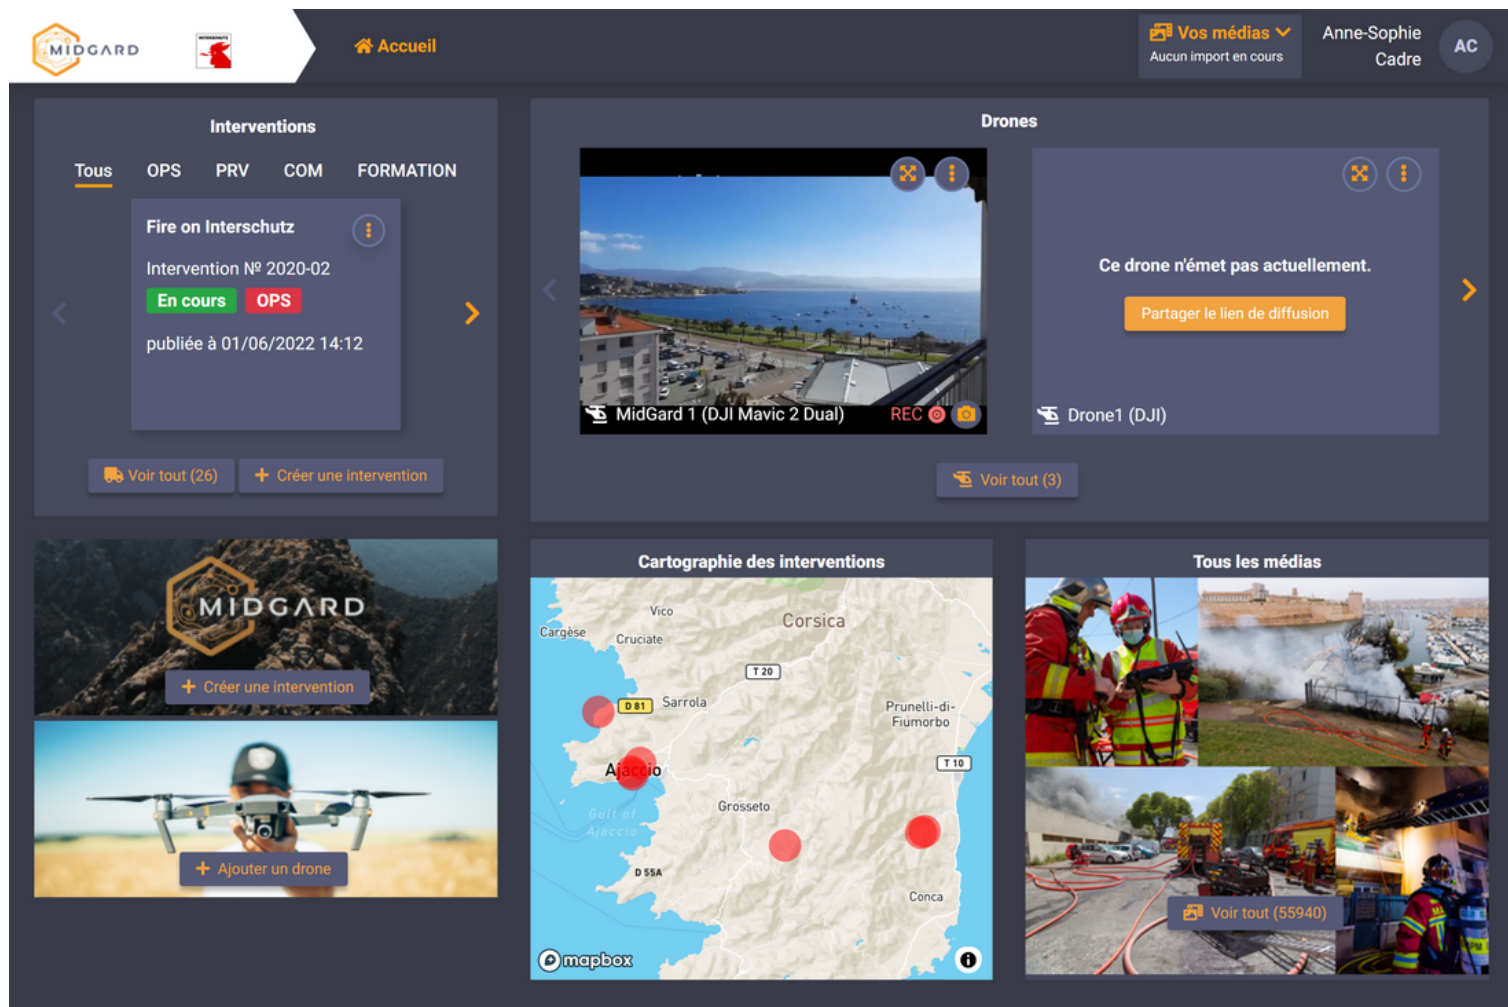 MIDGARD
INTERSCHUTZ
Accueil
Vos médias
Aucun import en cours
Anne-Sophie
Cadre
AC
Interventions
Tous OPS PRV COM FORMATION
Fire on Interschutz
Intervention № 2020-02
En cours OPS
publiée à 01/06/2022 14:12
Voir tout (26)
+ Créer une intervention
Drones
MidGard 1 (DJI Mavic 2 Dual) REC
Ce drone n'émet pas actuellement.
Partager le lien de diffusion
Drone1 (DJI)
Voir tout (3)
MIDGARD
+ Créer une intervention
+ Ajouter un drone
Cartographie des interventions
Vico
Corsica
Cargèse
Cruciate
T 20
D 81
Sarrola
Prunelli-di-
Fiumorbo
Ajaccio
T 10
Grosseto
Gulf of
Ajaccio
D 55A
Conca
mapbox
Tous les médias
Voir tout (55940)